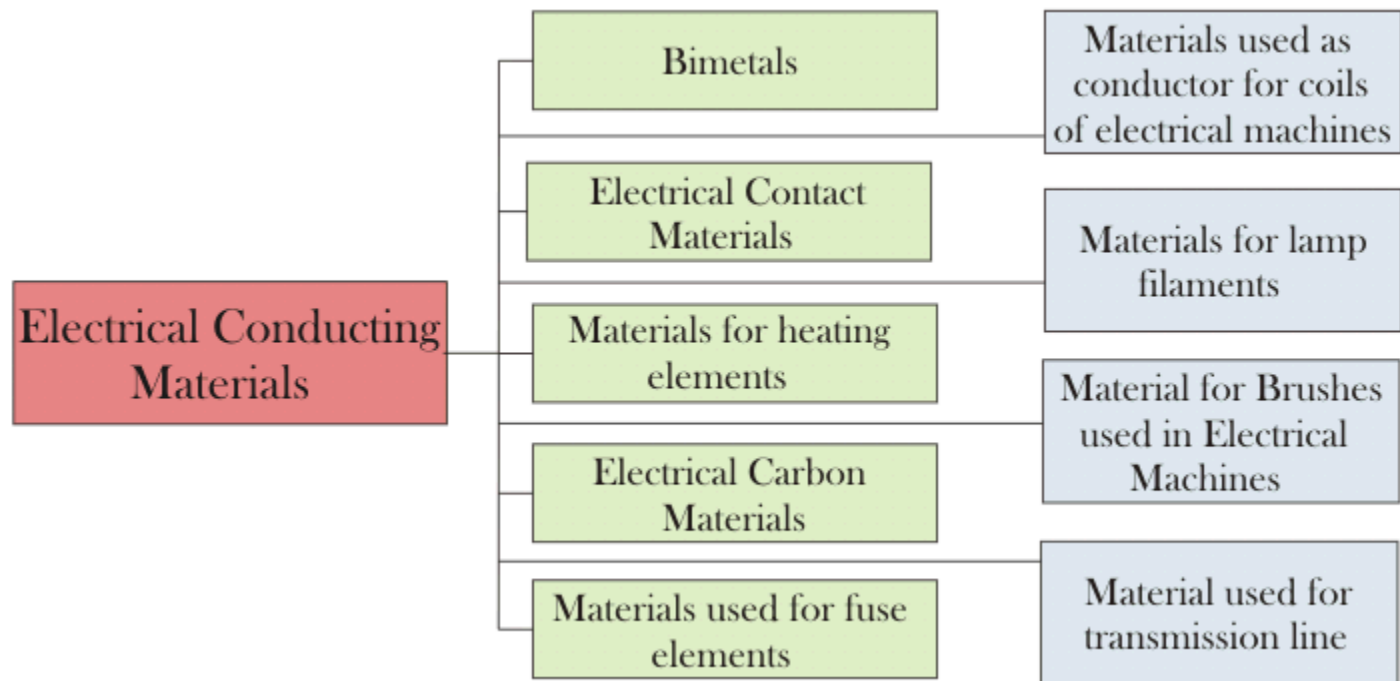 Electrical Conducting
Materials
Bimetals
Electrical Contact
Materials
Materials for heating
elements
Electrical Carbon
Materials
Materials used for fuse
elements
Materials used as
conductor for coils
of electrical machines
Materials for lamp
filaments
Material for Brushes
used in Electrical
Machines
Material used for
transmission line